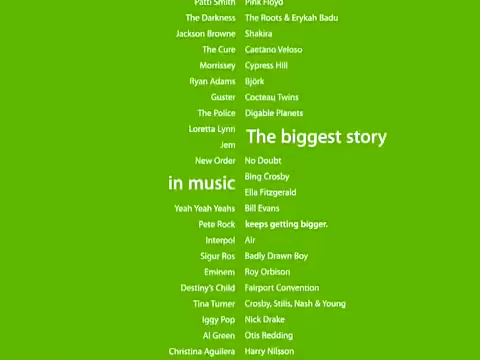 Patti Smith Pink Floyd
The Darkness The Roots & Erykah Badu
Jackson Browne Shakira
The Cure Caetano Veloso
Morrissey Cypress Hill
Ryan Adams Björk
Guster Cocteau Twins
The Police Digable Planets
Loretta Lynn
The biggest story
Jem
New Order No Doubt
Bing Crosby
in music
Ella Fitzgerald
Yeah Yeah Yeahs Bill Evans
Pete Rock keeps getting bigger.
Interpol Air
Sigur Ros Badly Drawn Boy
Eminem Roy Orbison
Destiny's Child Fairport Convention
Tina Turner Crosby, Stills, Nash & Young
Iggy Pop Nick Drake
Al Green Otis Redding
Christina Aguilera Harry Nilsson